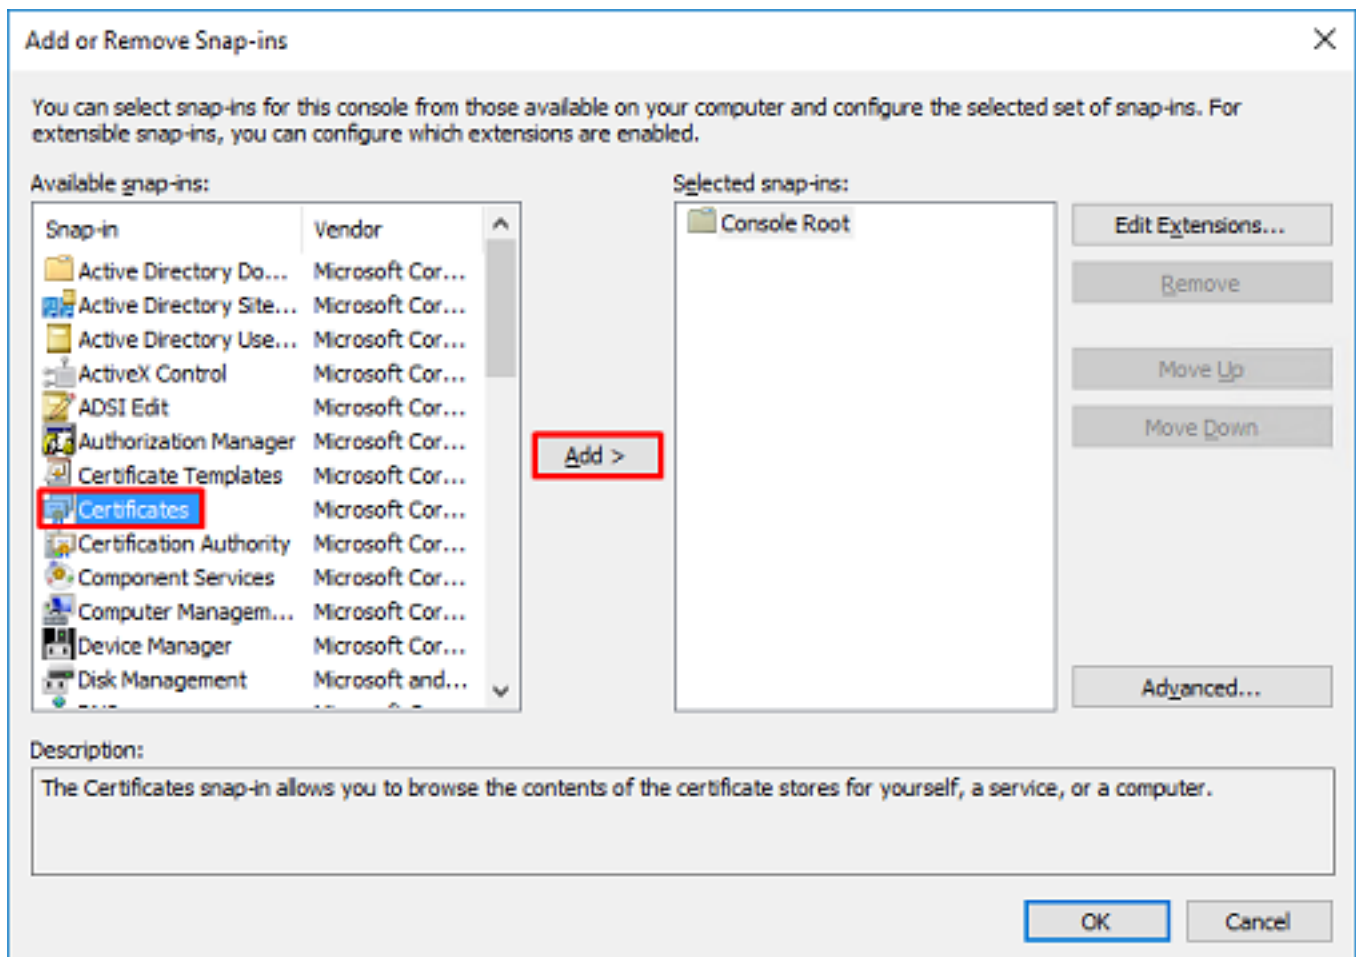 Add or Remove Snap-ins
You can select snap-ins for this console from those available on your computer and configure the selected set of snap-ins. For
extensible snap-ins, you can configure which extensions are enabled.
Available snap-ins:
Snap-in Vendor
Active Directory Do... Microsoft Cor...
Active Directory Site... Microsoft Cor...
Active Directory Use... Microsoft Cor...
ActiveX Control Microsoft Cor...
ADSI Edit Microsoft Cor...
Authorization Manager Microsoft Cor...
Certificate Templates Microsoft Cor...
Certificates Microsoft Cor...
Certification Authority Microsoft Cor...
Component Services Microsoft Cor...
Computer Managem... Microsoft Cor...
Device Manager Microsoft Cor...
Disk Management Microsoft and...
Add >
Selected snap-ins:
Console Root
Edit Extensions...
Remove
Move Up
Move Down
Advanced...
Description:
The Certificates snap-in allows you to browse the contents of the certificate stores for yourself, a service, or a computer.
OK Cancel